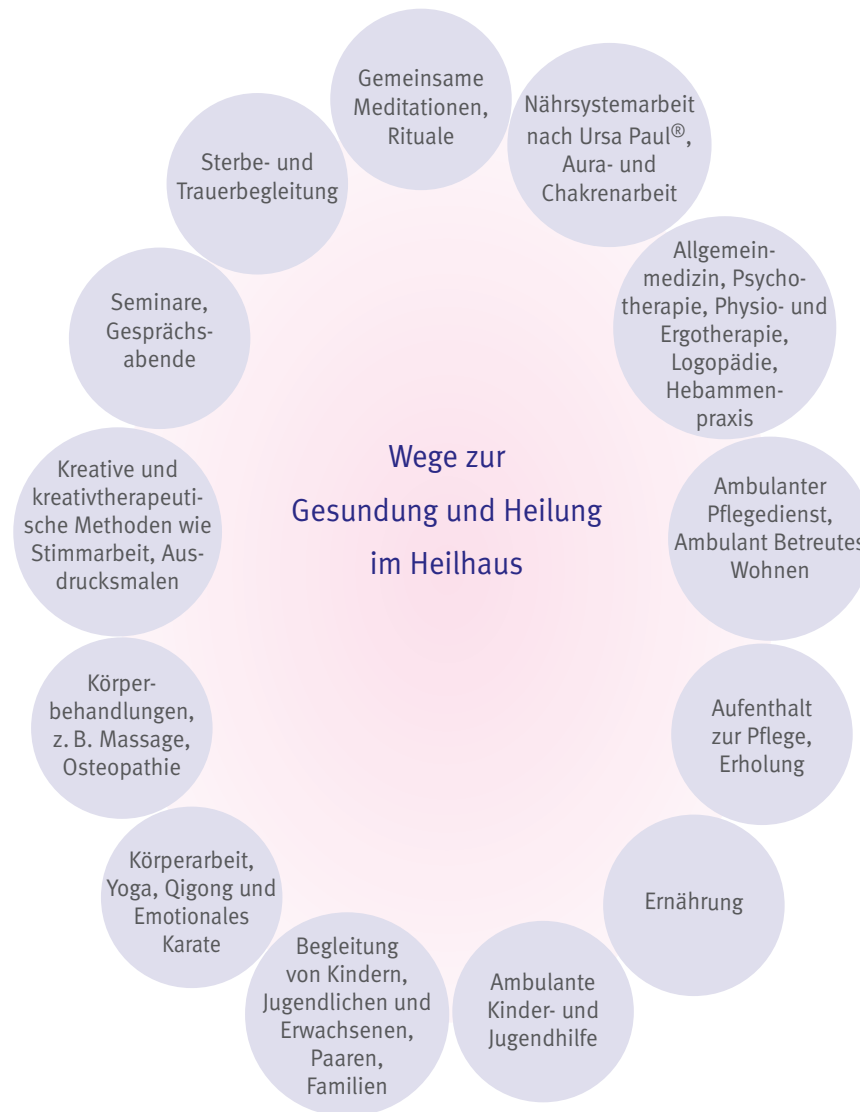 Gemeinsame
Meditationen,
Rituale
Nährsystemarbeit
nach Ursa Paul®,
Aura- und
Chakrenarbeit
Allgemein-
medizin, Psycho-
therapie, Physio- und
Ergotherapie,
Logopädie,
Hebammen-
praxis
Ambulanter
Pflegedienst,
Ambulant Betreutes
Wohnen
Aufenthalt
zur Pflege,
Erholung
Ernährung
Ambulante
Kinder- und
Jugendhilfe
Begleitung
von Kindern,
Jugendlichen und
Erwachsenen,
Paaren,
Familien
Körperarbeit,
Yoga, Qigong und
Emotionales
Karate
Körper-
behandlungen,
z. B. Massage,
Osteopathie
Kreative und
kreativtherapeuti-
sche Methoden wie
Stimmarbeit, Aus-
drucksmalen
Seminare,
Gesprächs-
abende
Sterbe- und
Trauerbegleitung
Wege zur
Gesundung und Heilung
im Heilhaus